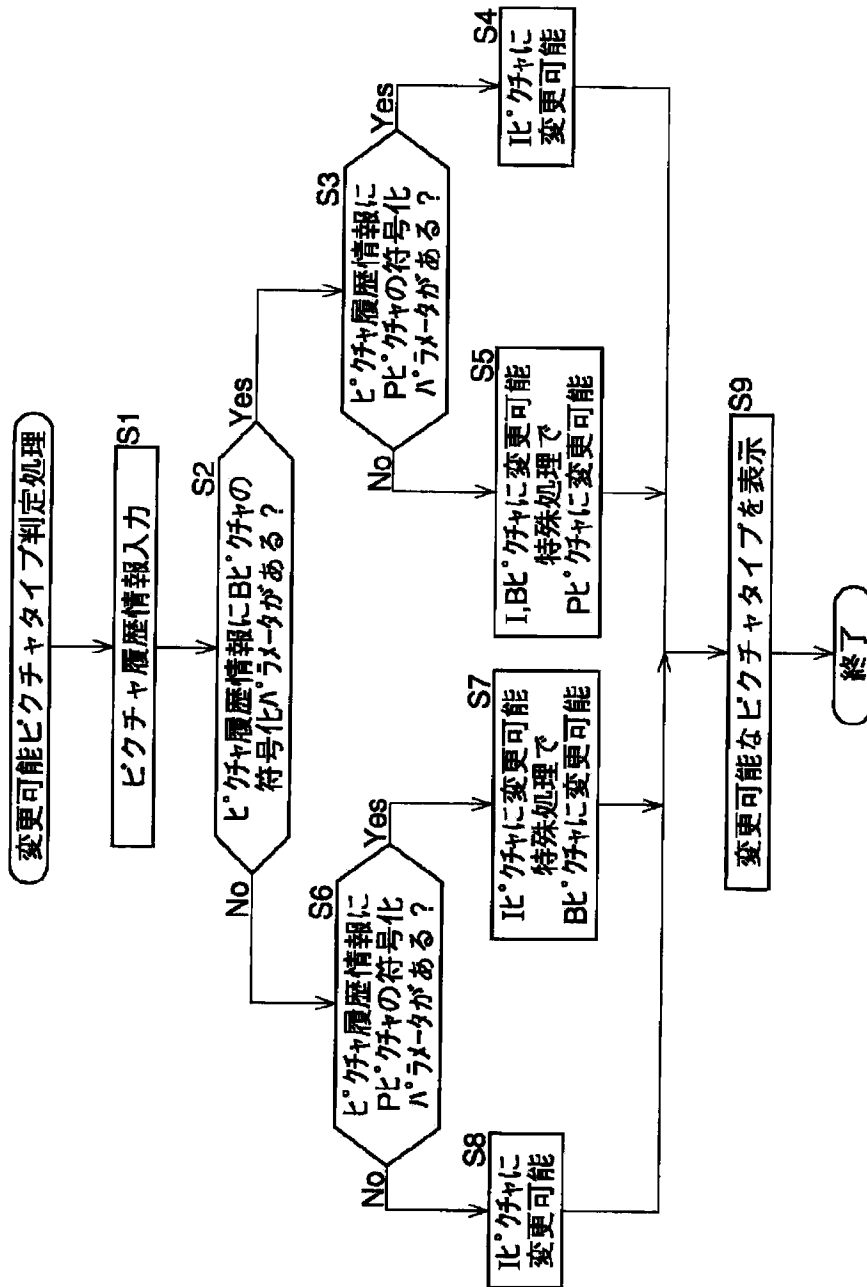 変更可能ピクチャタイプ判定処理
S1
ピクチャ履歴情報入力
S2
ﾋﾟｸﾁｬ履歴情報にBﾋﾟｸﾁｬの
符号化ﾊﾟﾗﾒｰﾀがある？
No
Yes
S6
ﾋﾟｸﾁｬ履歴情報に
Pﾋﾟｸﾁｬの符号化
ﾊﾟﾗﾒｰﾀがある？
S3
ﾋﾟｸﾁｬ履歴情報に
Pﾋﾟｸﾁｬの符号化
ﾊﾟﾗﾒｰﾀがある？
No
Yes
No
Yes
S8
Iﾋﾟｸﾁｬに
変更可能
S7
Iﾋﾟｸﾁｬに変更可能
特殊処理で
Bﾋﾟｸﾁｬに変更可能
S5
I,Bﾋﾟｸﾁｬに変更可能
特殊処理で
Pﾋﾟｸﾁｬに変更可能
S4
Iﾋﾟｸﾁｬに
変更可能
S9
変更可能なピクチャタイプを表示
終了